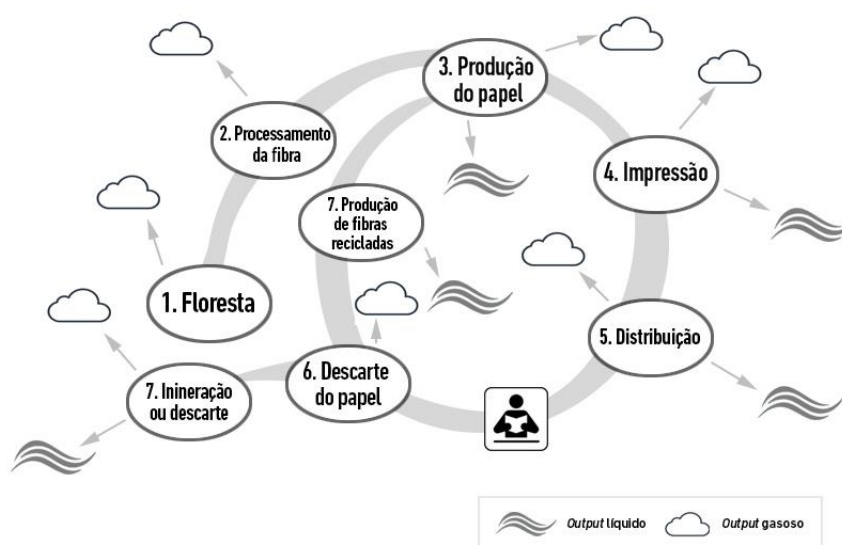 3. Produção
do papel
2. Processamento
da fibra
4. Impressão
7. Produção
de fibras
recicladas
1. Floresta
5. Distribuição
6. Descarte
do papel
7. Inineração
ou descarte
Output líquido
Output gasoso